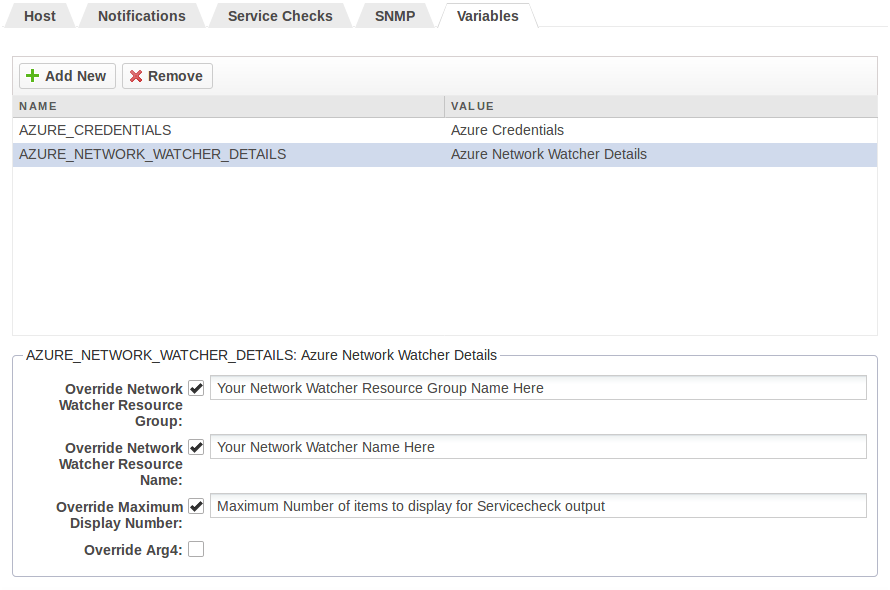 Host Notifications Service Checks SNMP Variables
Add New Remove
NAME VALUE
AZURE_CREDENTIALS Azure Credentials
AZURE_NETWORK_WATCHER_DETAILS Azure Network Watcher Details
AZURE_NETWORK_WATCHER_DETAILS: Azure Network Watcher Details
Override Network Your Network Watcher Resource Group Name Here
Watcher Resource
Group:
Override Network Your Network Watcher Name Here
Watcher Resource
Name:
Override Maximum Maximum Number of items to display for Servicecheck output
Display Number:
Override Arg4: